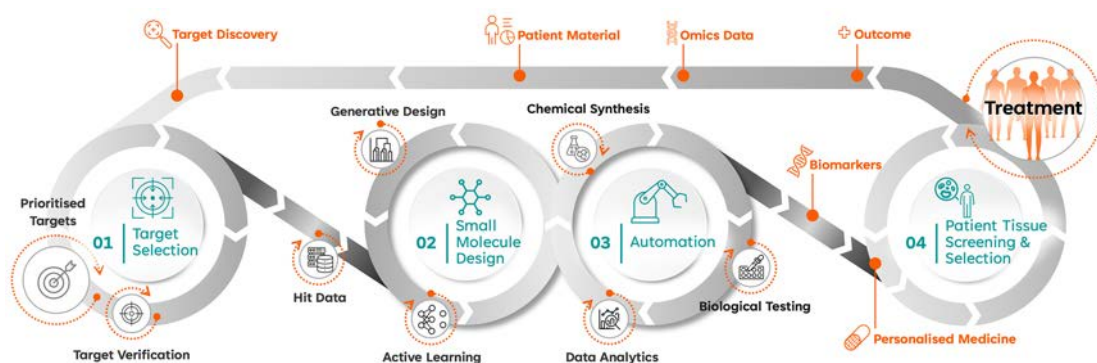 Target Discovery
Patient Material
Omics Data
Outcome
Generative Design
Chemical Synthesis
Treatment
Biomarkers
Prioritised
Targets
01
Target
Selection
02
Small
Molecule
Design
03
Automation
04
Patient Tissue
Screening &
Selection
Hit Data
Biological Testing
Target Verification
Active Learning
Data Analytics
Personalised Medicine